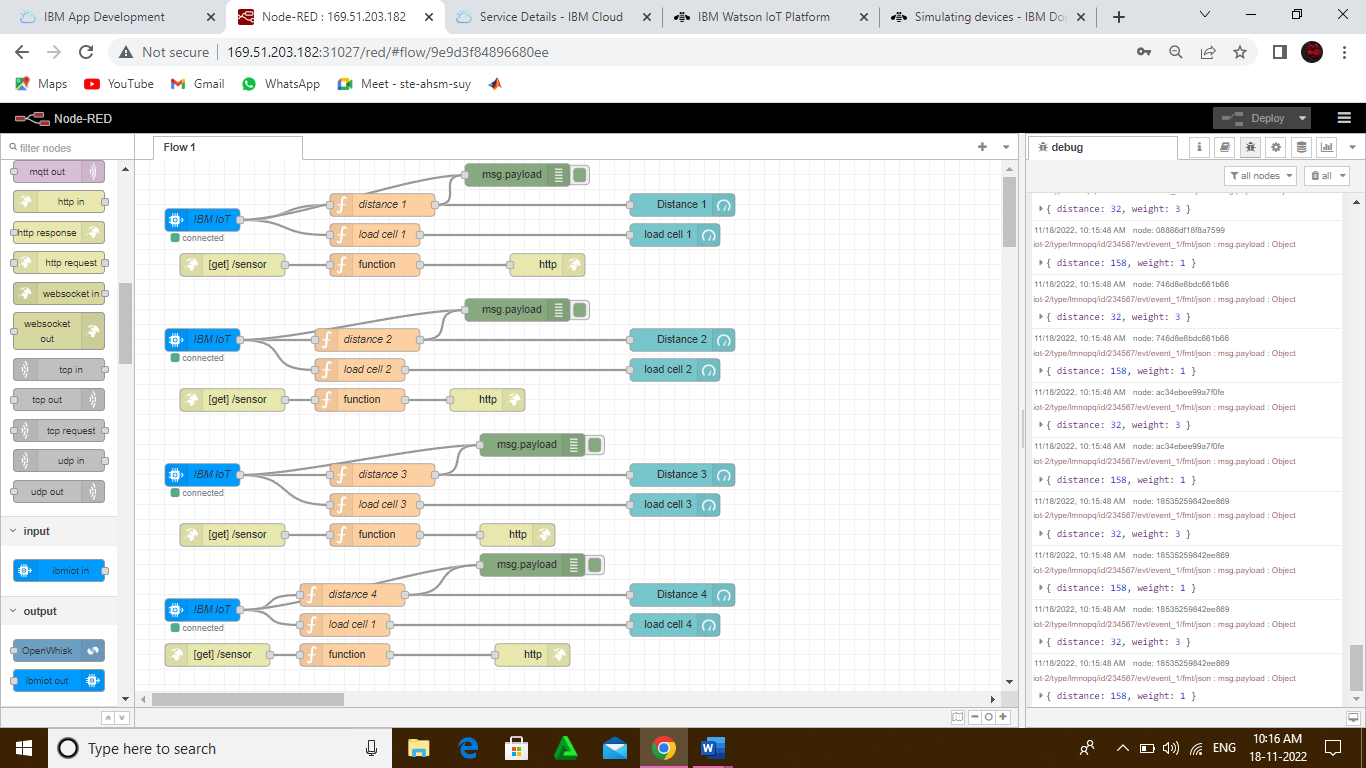 IBM App Development
Node-RED : 169.51.203.182
Service Details - IBM Cloud
IBM Watson IoT Platform
Simulating devices - IBM Doc
Not secure
169.51.203.182:31027/red/#flow/9e9d3f84896680ee
Maps
YouTube
Gmail
WhatsApp
Meet - ste-ahsm-suy
Node-RED
Deploy
filter nodes
mqtt out
http in
http response
http request
websocket in
websocket
out
tcp in
tcp out
tcp request
udp in
udp out
input
ibmiot in
output
OpenWhisk
ibmiot out
Flow 1
msg.payload
IBM IoT
connected
distance 1
Distance 1
load cell 1
load cell 1
[get] /sensor
function
http
msg.payload
IBM IoT
connected
distance 2
Distance 2
load cell 2
load cell 2
[get] /sensor
function
http
msg.payload
IBM IoT
connected
distance 3
Distance 3
load cell 3
load cell 3
[get] /sensor
function
http
msg.payload
IBM IoT
connected
distance 4
Distance 4
load cell 1
load cell 4
[get] /sensor
function
http
debug
all nodes
all
{ distance: 32, weight: 3 }
11/18/2022, 10:15:48 AM node: 08886df18f8a7599
iot-2/type/lmnopq/id/234567/evt/event_1/fmt/json : msg.payload : Object
{ distance: 158, weight: 1 }
11/18/2022, 10:15:48 AM node: 746d8e8bdc661b66
iot-2/type/lmnopq/id/234567/evt/event_1/fmt/json : msg.payload : Object
{ distance: 32, weight: 3 }
11/18/2022, 10:15:48 AM node: 746d8e8bdc661b66
iot-2/type/lmnopq/id/234567/evt/event_1/fmt/json : msg.payload : Object
{ distance: 158, weight: 1 }
11/18/2022, 10:15:48 AM node: ac34ebee99a7f0fe
iot-2/type/lmnopq/id/234567/evt/event_1/fmt/json : msg.payload : Object
{ distance: 32, weight: 3 }
11/18/2022, 10:15:48 AM node: ac34ebee99a7f0fe
iot-2/type/lmnopq/id/234567/evt/event_1/fmt/json : msg.payload : Object
{ distance: 158, weight: 1 }
11/18/2022, 10:15:48 AM node: 18535259842ee869
iot-2/type/lmnopq/id/234567/evt/event_1/fmt/json : msg.payload : Object
{ distance: 32, weight: 3 }
11/18/2022, 10:15:48 AM node: 18535259842ee869
iot-2/type/lmnopq/id/234567/evt/event_1/fmt/json : msg.payload : Object
{ distance: 158, weight: 1 }
11/18/2022, 10:15:48 AM node: 18535259842ee869
iot-2/type/lmnopq/id/234567/evt/event_1/fmt/json : msg.payload : Object
{ distance: 32, weight: 3 }
11/18/2022, 10:15:48 AM node: 18535259842ee869
iot-2/type/lmnopq/id/234567/evt/event_1/fmt/json : msg.payload : Object
{ distance: 158, weight: 1 }
Type here to search
ENG
10:16 AM
18-11-2022